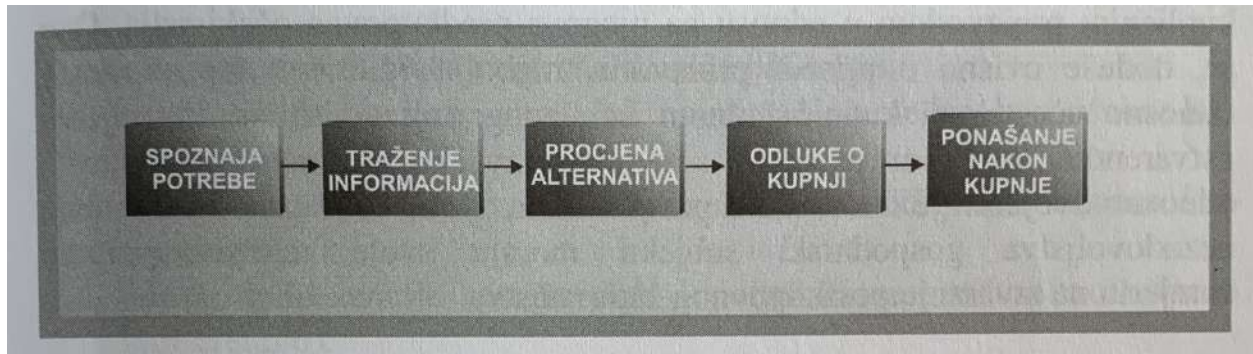 SPOZNAJA
POTREBE
TRAŽENJE
INFORMACIJA
PROCJENA
ALTERNATIVA
ODLUKE O
KUPNJI
PONAŠANJE
NAKON
KUPNJE